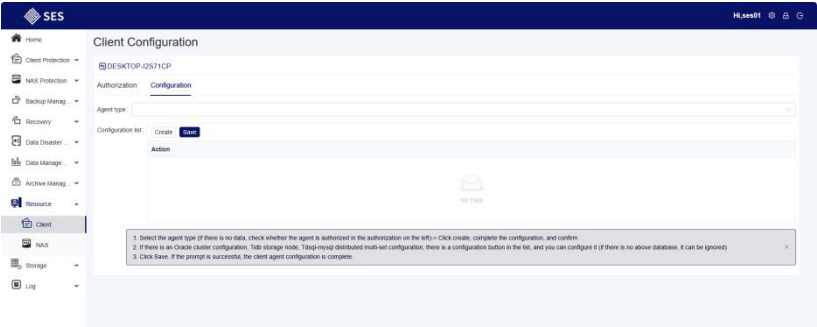 SES
Hi,ses01
Home
Client Protection
NAS Protection
Backup Manag...
Recovery
Data Disaster ...
Data Manage...
Archive Manag...
Resource
Client
NAS
Storage
Log
Client Configuration
DESKTOP-I2S71CP
Authorization Configuration
Agent type:
Configuration list: Create Save
Action
No Data
1. Select the agent type (if there is no data, check whether the agent is authorized in the authorization on the left)-> Click create, complete the configuration, and confirm
2. If there is an Oracle cluster configuration, Tidb storage node, Tdsql-mysql distributed multi-set configuration, there is a configuration button in the list, and you can configure it (if there is no above database, it can be ignored)
3. Click Save. If the prompt is successful, the client agent configuration is complete.